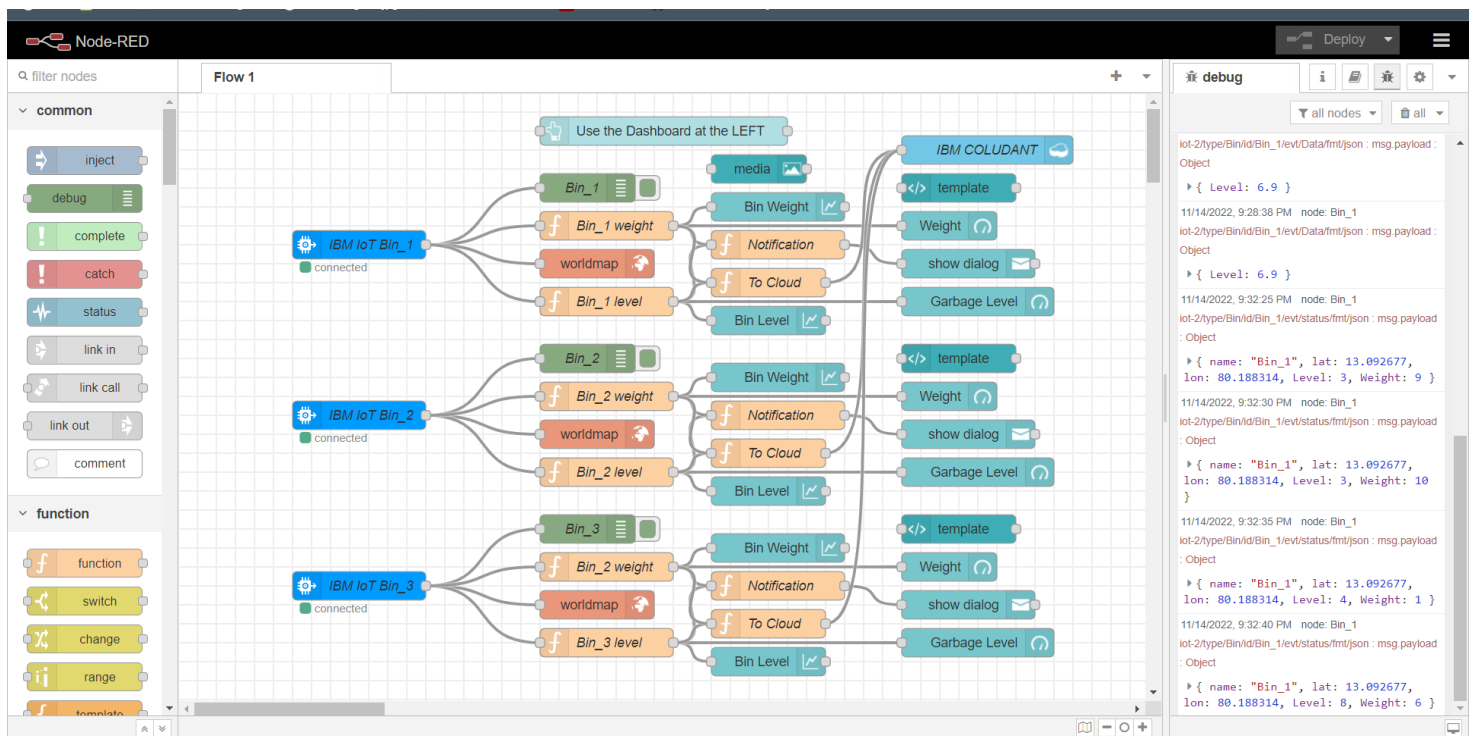 Node-RED
Deploy
filter nodes
common
inject
debug
complete
catch
status
link in
link call
link out
comment
function
function
switch
change
range
template
Flow 1
Use the Dashboard at the LEFT
IBM COLUDANT
media
Bin_1
template
Bin Weight
Bin_1 weight
Weight
IBM IoT Bin_1
Notification
connected
worldmap
show dialog
To Cloud
Bin_1 level
Garbage Level
Bin Level
Bin_2
template
Bin Weight
Bin_2 weight
Weight
IBM IoT Bin_2
Notification
connected
worldmap
show dialog
To Cloud
Bin_2 level
Garbage Level
Bin Level
Bin_3
template
Bin Weight
Bin_2 weight
Weight
IBM IoT Bin_3
Notification
connected
worldmap
show dialog
To Cloud
Bin_3 level
Garbage Level
Bin Level
debug
all nodes
all
iot-2/type/Bin/id/Bin_1/evt/Data/fmt/json : msg.payload :
Object
{ Level: 6.9 }
11/14/2022, 9:28:38 PM node: Bin_1
iot-2/type/Bin/id/Bin_1/evt/Data/fmt/json : msg.payload :
Object
{ Level: 6.9 }
11/14/2022, 9:32:25 PM node: Bin_1
iot-2/type/Bin/id/Bin_1/evt/status/fmt/json : msg.payload
: Object
{ name: "Bin_1", lat: 13.092677,
lon: 80.188314, Level: 3, Weight: 9 }
11/14/2022, 9:32:30 PM node: Bin_1
iot-2/type/Bin/id/Bin_1/evt/status/fmt/json : msg.payload
: Object
{ name: "Bin_1", lat: 13.092677,
lon: 80.188314, Level: 3, Weight: 10
}
11/14/2022, 9:32:35 PM node: Bin_1
iot-2/type/Bin/id/Bin_1/evt/status/fmt/json : msg.payload
: Object
{ name: "Bin_1", lat: 13.092677,
lon: 80.188314, Level: 4, Weight: 1 }
11/14/2022, 9:32:40 PM node: Bin_1
iot-2/type/Bin/id/Bin_1/evt/status/fmt/json : msg.payload
: Object
{ name: "Bin_1", lat: 13.092677,
lon: 80.188314, Level: 8, Weight: 6 }